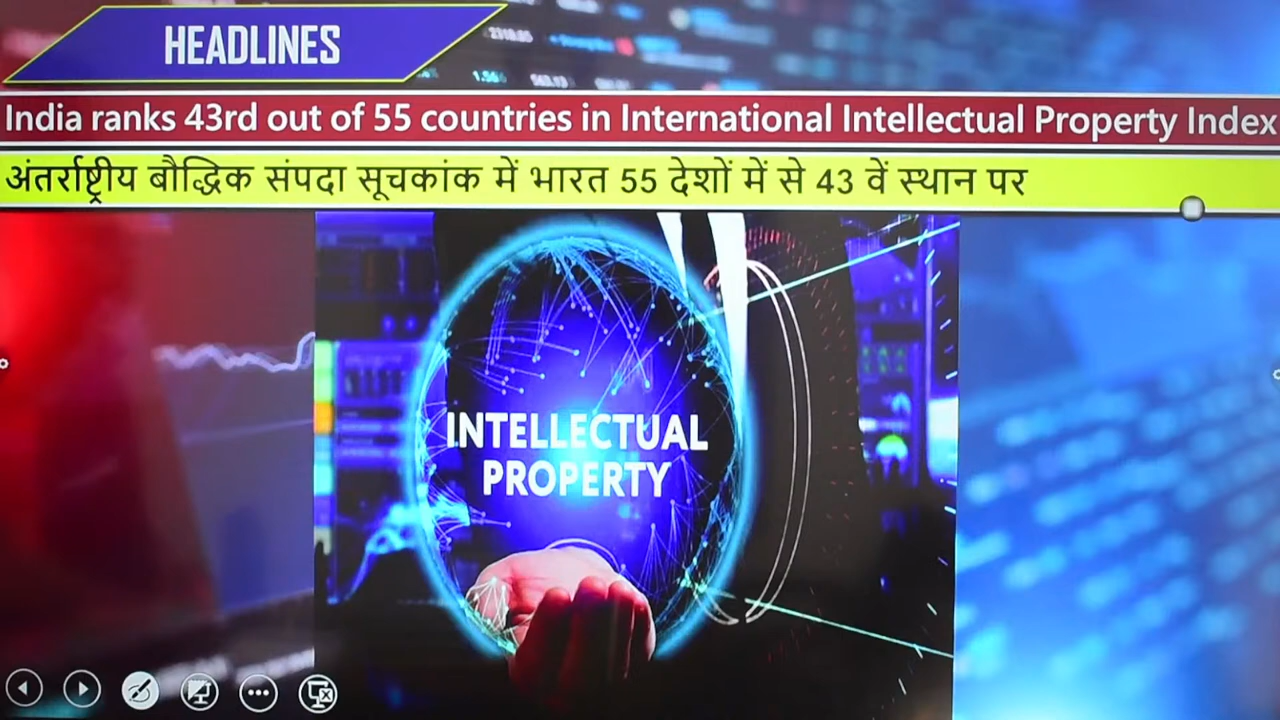 HEADLINES
India ranks 43rd out of 55 countries in International Intellectual Property Index
अंतर्राष्ट्रीय बौद्धिक संपदा सूचकांक में भारत 55 देशों में से 43 वें स्थान पर
INTELLECTUAL
PROPERTY